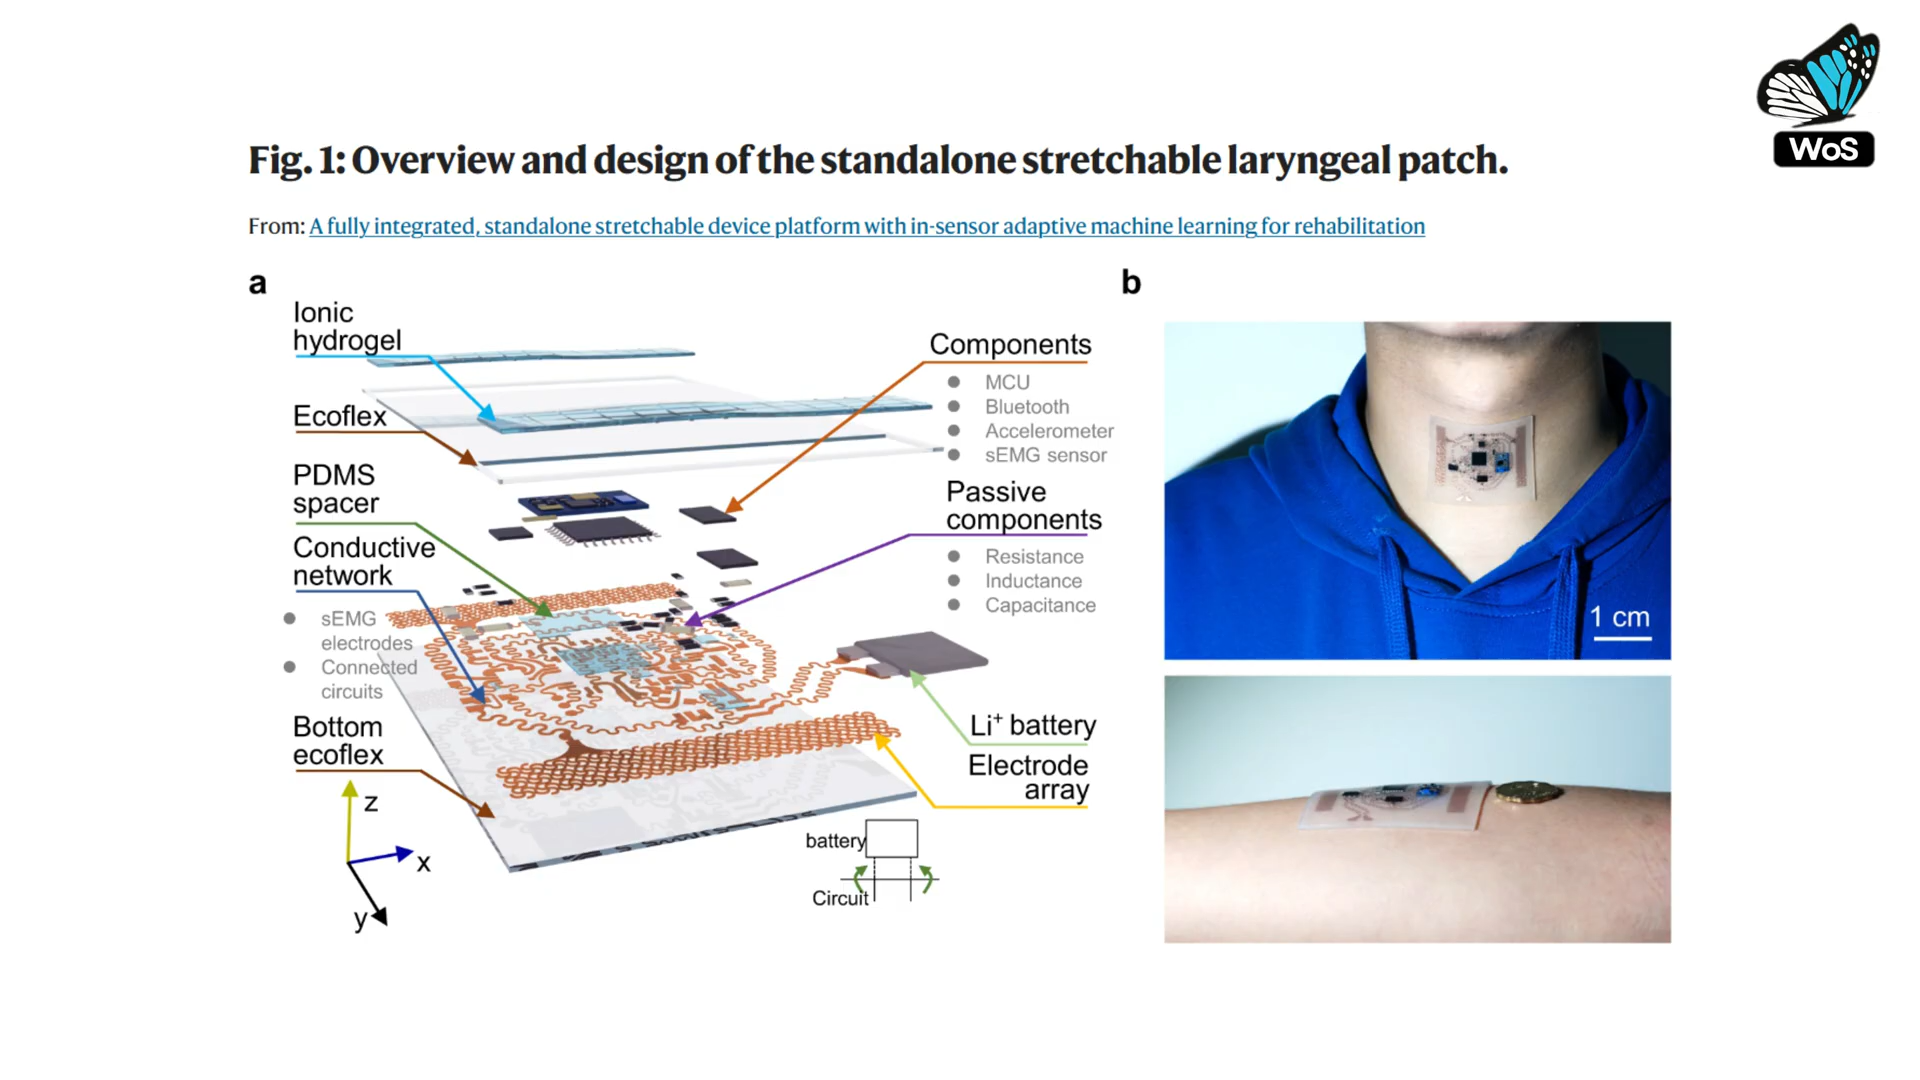 WoS
Fig. 1: Overview and design of the standalone stretchable laryngeal patch.
From: A fully integrated, standalone stretchable device platform with in-sensor adaptive machine learning for rehabilitation
a
Ionic
hydrogel
Ecoflex
PDMS
spacer
Conductive
network
sEMG
electrodes
Connected
circuits
Bottom
ecoflex
z
x
y
Components
MCU
Bluetooth
Accelerometer
sEMG sensor
Passive
components
Resistance
Inductance
Capacitance
Li⁺ battery
Electrode
array
battery
Circuit
b
1 cm